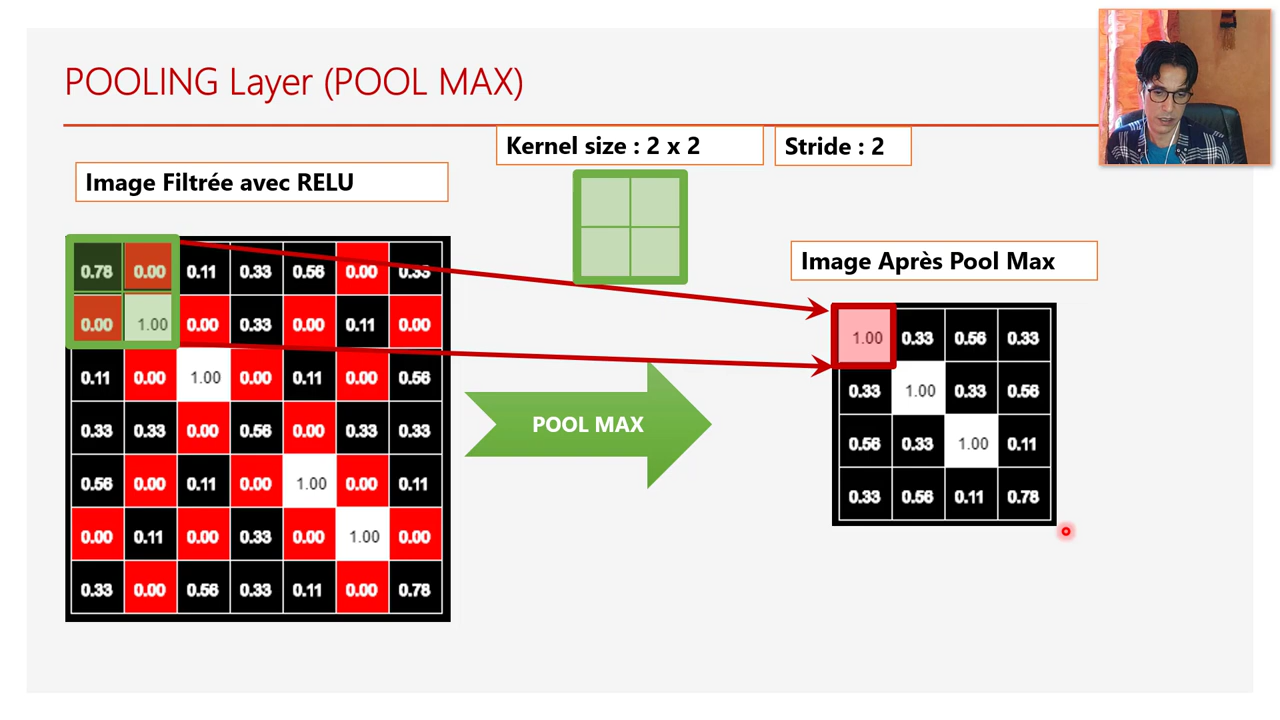 POOLING Layer (POOL MAX)
Kernel size : 2 x 2
Stride : 2
Image Filtrée avec RELU
Image Après Pool Max
0.78 0.00 0.11 0.33 0.56 0.00 0.33
0.00 1.00 0.00 0.33 0.00 0.11 0.00
0.11 0.00 1.00 0.00 0.11 0.00 0.56
0.33 0.33 0.00 0.56 0.00 0.33 0.33
0.56 0.00 0.11 0.00 1.00 0.00 0.11
0.00 0.11 0.00 0.33 0.00 1.00 0.00
0.33 0.00 0.56 0.33 0.11 0.00 0.78
POOL MAX
1.00 0.33 0.56 0.33
0.33 1.00 0.33 0.56
0.56 0.33 1.00 0.11
0.33 0.56 0.11 0.78